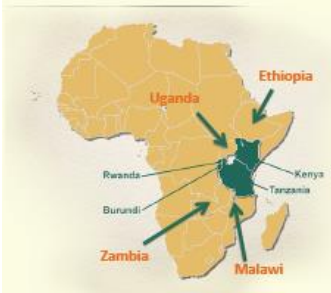 Ethiopia
Uganda
Rwanda
Kenya
Tanzania
Burundi
Zambia
Malawi